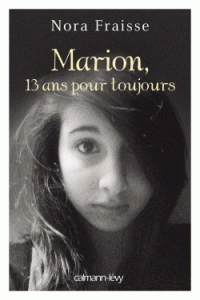 Nora Fraisse
Marion,
13 ans pour toujours
calmann-lévy